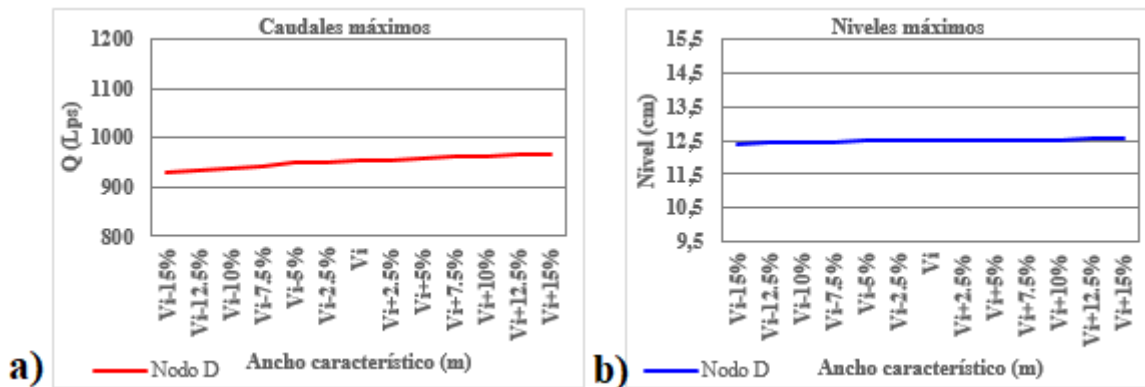 Caudales máximos
1200
1100
1000
900
800
Q (Lps)
Vi-15%
Vi-12.5%
Vi-10%
Vi-7.5%
Vi-5%
Vi-2.5%
Vi
Vi+2.5%
Vi+5%
Vi+7.5%
Vi+10%
Vi+12.5%
Vi+15%
a)
Nodo D
Ancho característico (m)
Niveles máximos
15,5
14,5
13,5
12,5
11,5
10,5
9,5
Nivel (cm)
Vi-15%
Vi-12.5%
Vi-10%
Vi-7.5%
Vi-5%
Vi-2.5%
Vi
Vi+2.5%
Vi+5%
Vi+7.5%
Vi+10%
Vi+12.5%
Vi+15%
b)
Nodo D
Ancho característico (m)